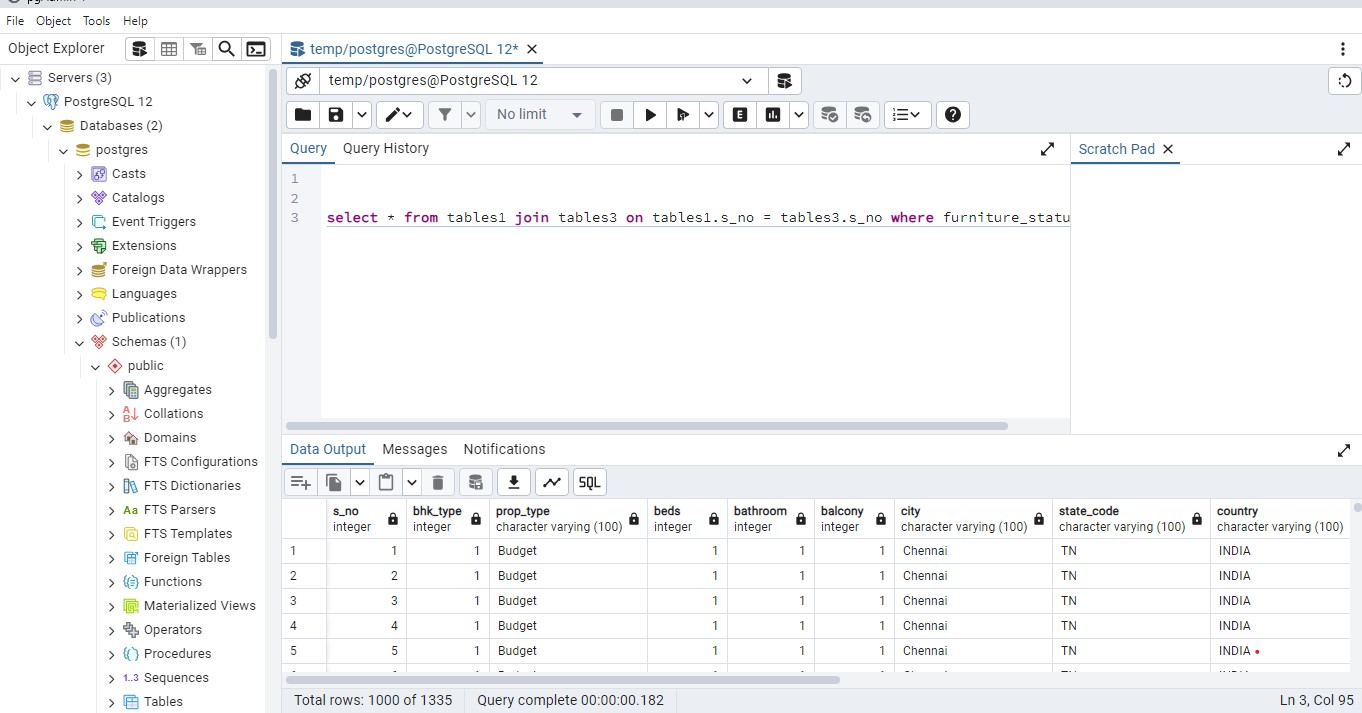 File Object Tools Help
Object Explorer
temp/postgres@PostgreSQL 12*
Servers (3)
PostgreSQL 12
Databases (2)
postgres
Casts
Catalogs
Event Triggers
Extensions
Foreign Data Wrappers
Languages
Publications
Schemas (1)
public
Aggregates
Collations
Domains
FTS Configurations
FTS Dictionaries
FTS Parsers
FTS Templates
Foreign Tables
Functions
Materialized Views
Operators
Procedures
Sequences
Tables
temp/postgres@PostgreSQL 12
No limit
Query Query History
Scratch Pad
1
2
3 select * from tables1 join tables3 on tables1.s_no = tables3.s_no where furniture_statu
Data Output Messages Notifications
SQL
s_no bhk_type prop_type beds bathroom balcony city state_code country
integer integer character varying (100) integer integer integer character varying (100) character varying (100) character varying (100)
1 1 1 Budget 1 1 1 Chennai TN INDIA
2 2 1 Budget 1 1 1 Chennai TN INDIA
3 3 1 Budget 1 1 1 Chennai TN INDIA
4 4 1 Budget 1 1 1 Chennai TN INDIA
5 5 1 Budget 1 1 1 Chennai TN INDIA
Total rows: 1000 of 1335 Query complete 00:00:00.182 Ln 3, Col 95